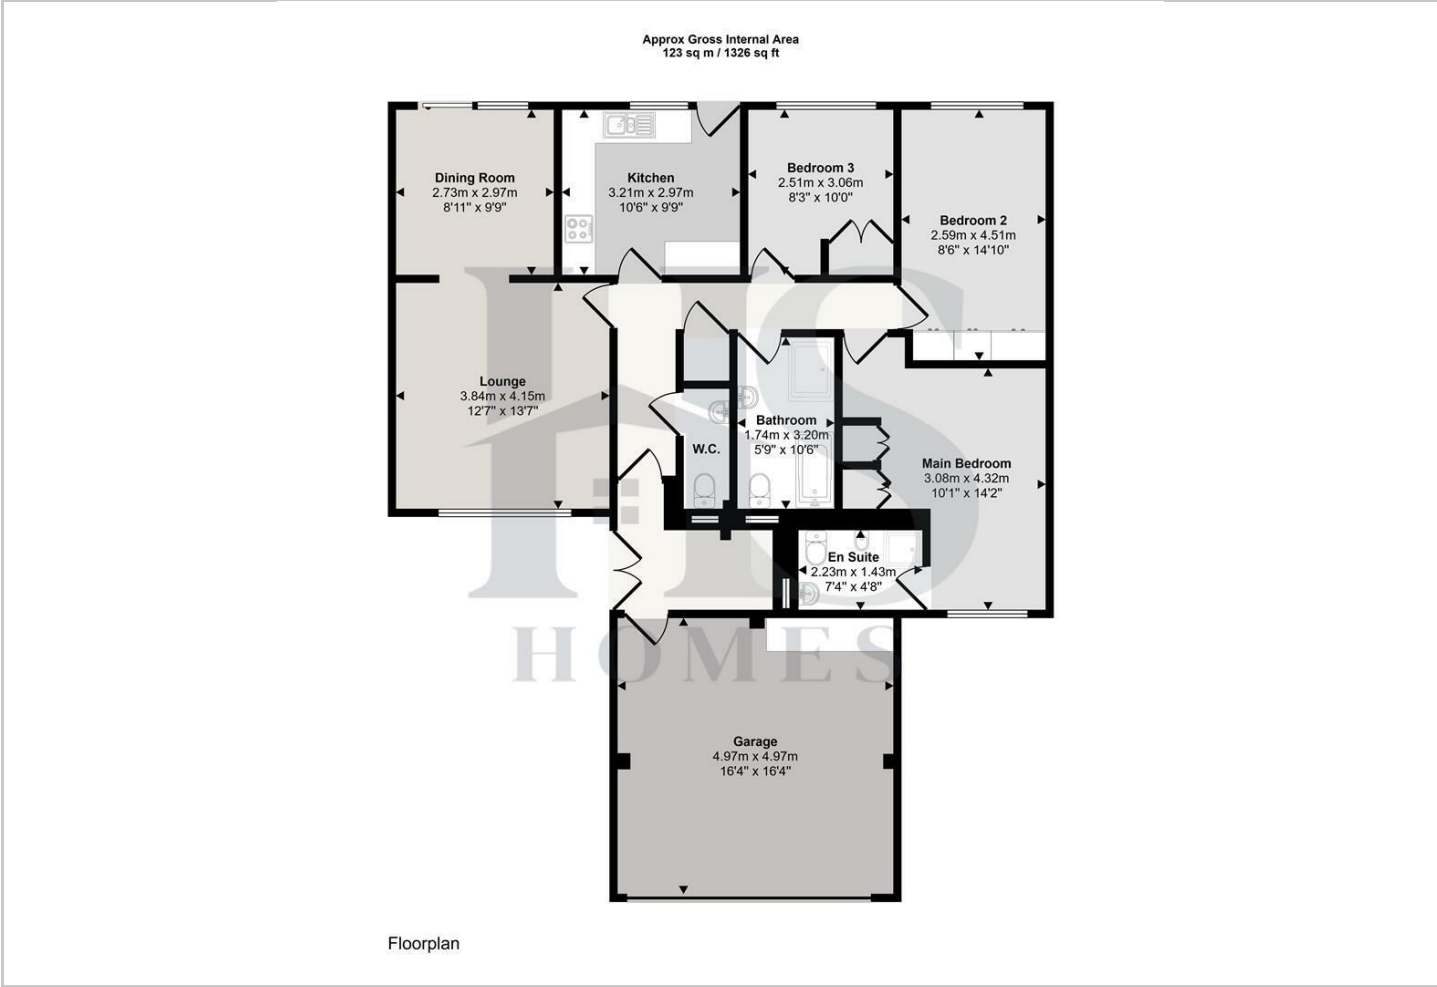 Approx Gross Internal Area
123 sq m / 1326 sq ft
Dining Room
2.73m x 2.97m
8'11" x 9'9"
Kitchen
3.21m x 2.97m
10'6" x 9'9"
Bedroom 3
2.51m x 3.06m
8'3" x 10'0"
Bedroom 2
2.59m x 4.51m
8'6" x 14'10"
Lounge
3.84m x 4.15m
12'7" x 13'7"
W.C.
Bathroom
1.74m x 3.20m
5'9" x 10'6"
Main Bedroom
3.08m x 4.32m
10'1" x 14'2"
En Suite
2.23m x 1.43m
7'4" x 4'8"
HS
HOMES
Garage
4.97m x 4.97m
16'4" x 16'4"
Floorplan